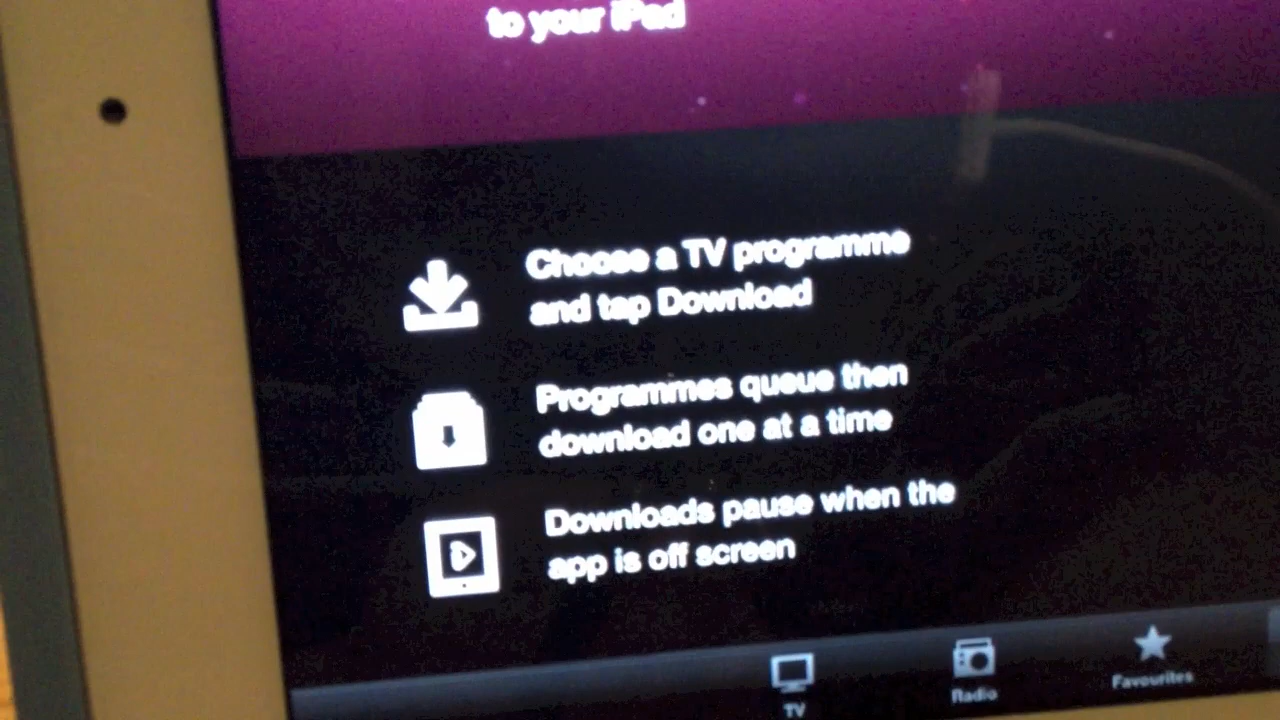 to your iPad
Choose a TV programme
and tap Download
Programmes queue then
download one at a time
Downloads pause when the
app is off screen
TV
Radio
Favourites